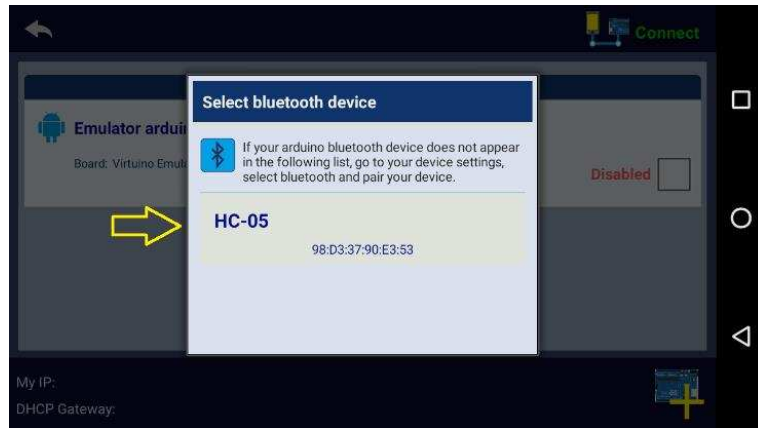 Connect
Select bluetooth device
If your arduino bluetooth device does not appear
in the following list, go to your device settings,
select bluetooth and pair your device.
Emulator
Board: Virtuino
Disabled
HC-05
98:D3:37:90:E3:53
My IP:
DHCP Gateway: